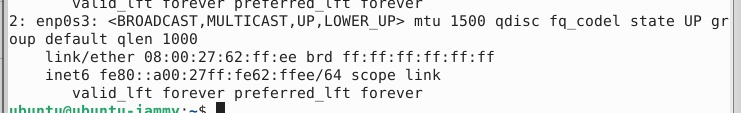 valid_lft forever preferred_lft forever
2: enp0s3: <BROADCAST,MULTICAST,UP,LOWER_UP> mtu 1500 qdisc fq_codel state UP gr
oup default qlen 1000
link/ether 08:00:27:62:ff:ee brd ff:ff:ff:ff:ff:ff
inet6 fe80::a00:27ff:fe62:ffee/64 scope link
valid_lft forever preferred_lft forever
ubuntu@ubuntu-jammy:~$